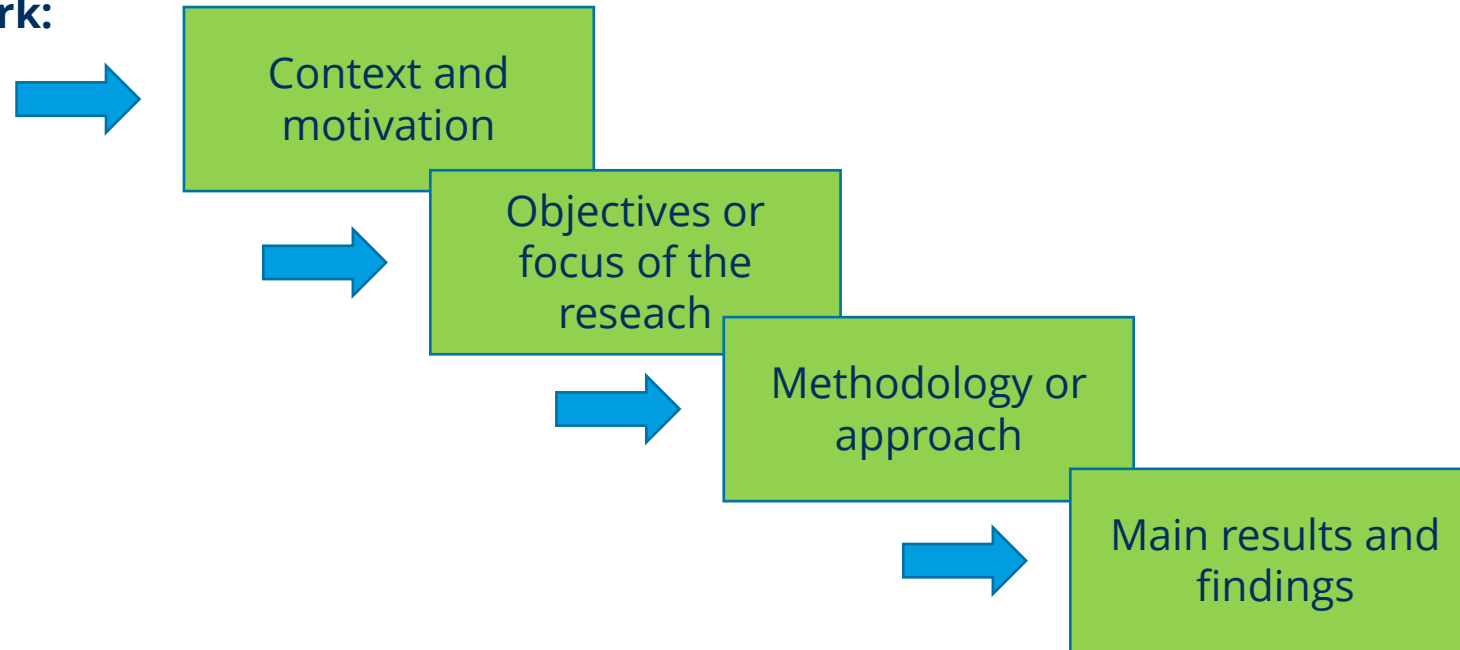 rk:
Context and
motivation
Objectives or
focus of the
reseach
Methodology or
approach
Main results and
findings